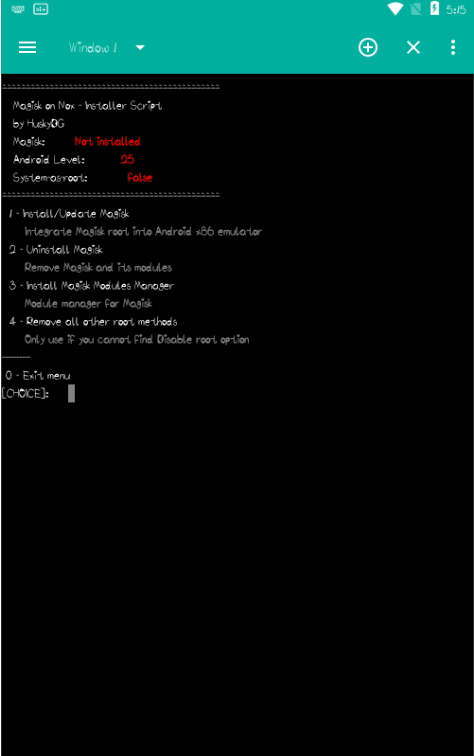 5:15
Window 1
Magisk on Nox - Installer Script
by HuskyDG
Magisk: Not installed
Android Level: 25
System-as-root: false
1 - Install/Update Magisk
Integrate Magisk root into Android x86 emulator
2 - Uninstall Magisk
Remove Magisk and its modules
3 - Install Magisk Modules Manager
Module manager for Magisk
4 - Remove all other root methods
Only use if you cannot find Disable root option
0 - Exit menu
[CHOICE]: